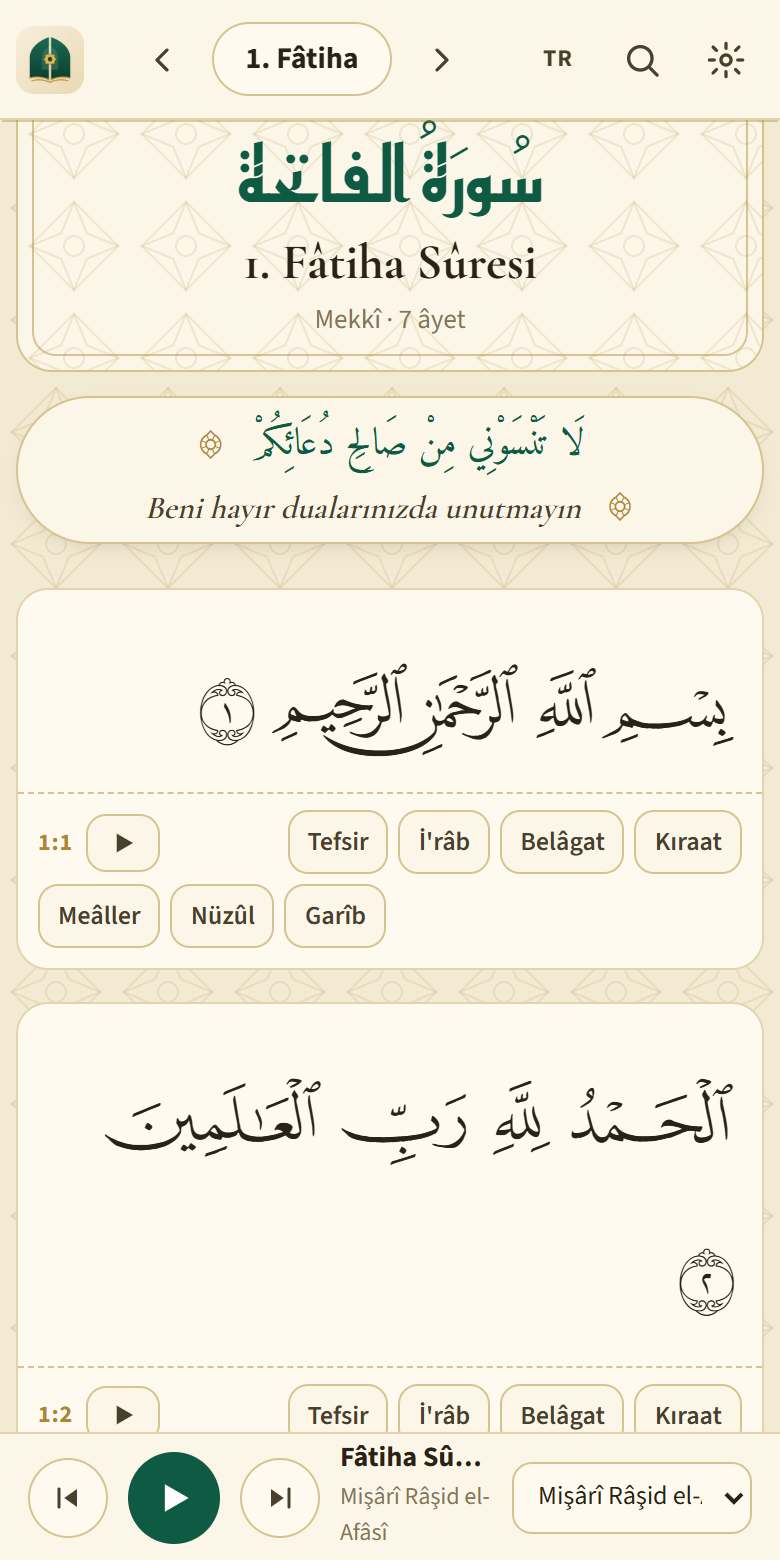 1. Fâtiha
TR
سُورَةُ الفاتحة
1. Fâtiha Sûresi
Mekkî · 7 âyet
لَا تَنْسَوْنِي مِنْ صَالِحِ دُعَائِكُمْ
Beni hayır dualarınızda unutmayın
بِسْمِ ٱللَّهِ ٱلرَّحْمَٰنِ ٱلرَّحِيمِ ١
1:1 Tefsir İ'râb Belâgat Kıraat
Meâller Nüzûl Garîb
ٱلْحَمْدُ لِلَّهِ رَبِّ ٱلْعَـٰلَمِينَ
٢
1:2 Tefsir İ'râb Belâgat Kıraat
Fâtiha Sû...
Mişârî Râşid el-Afâsî
Mişârî Râşid el-